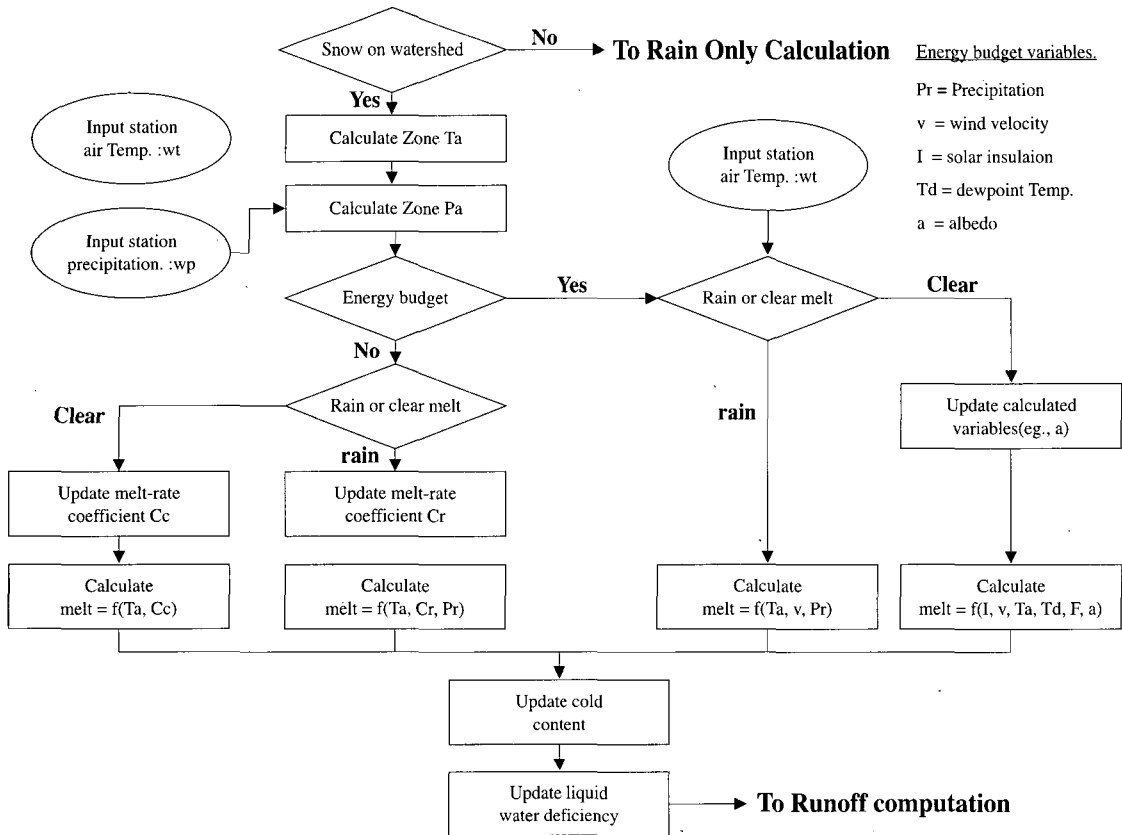 Snow on watershed
No
To Rain Only Calculation
Energy budget variables.
Pr = Precipitation
v = wind velocity
I = solar insulaion
Td = dewpoint Temp.
a = albedo
Yes
Input station
air Temp. :wt
Calculate Zone Ta
Input station
air Temp. :wt
Calculate Zone Pa
Input station
precipitation. :wp
Energy budget
Yes
Rain or clear melt
Clear
No
Rain or clear melt
Clear
rain
rain
Update calculated
variables(eg., a)
Update melt-rate
coefficient Cc
Update melt-rate
coefficient Cr
Calculate
melt = f(Ta, Cc)
Calculate
melt = f(Ta, Cr, Pr)
Calculate
melt = f(Ta, v, Pr)
Calculate
melt = f(I, v, Ta, Td, F, a)
Update cold
content
Update liquid
water deficiency
To Runoff computation